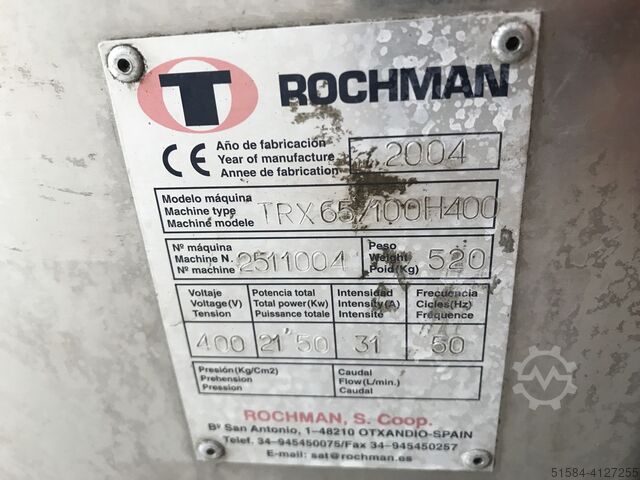 T ROCHMAN
CE
Año de fabricación
Year of manufacture
Annee de fabrication
2004
Modelo máquina
Machine type
Machine modele
TRX65/100H400
Nº máquina
Machine N.
Nº machine
2511004
Peso
Weight
Poid(Kg)
520
Voltaje
Voltage(V)
Tension
Potencia total
Total power(Kw)
Puissance totale
Intensidad
Intensity(A)
Intensite
Frecuencia
Cicles(Hz)
Fréquence
400 21'50 31 50
Presión(Kg/Cm2)
Prehension
Pression
Caudal
Flow(L/min.)
Caudal
ROCHMAN, S. Coop.
Bº San Antonio, 1-48210 OTXANDIO-SPAIN
Telef. 34-945450075/Fax 34-945450257
E-mail: sat@rochman.es
51584-4127255